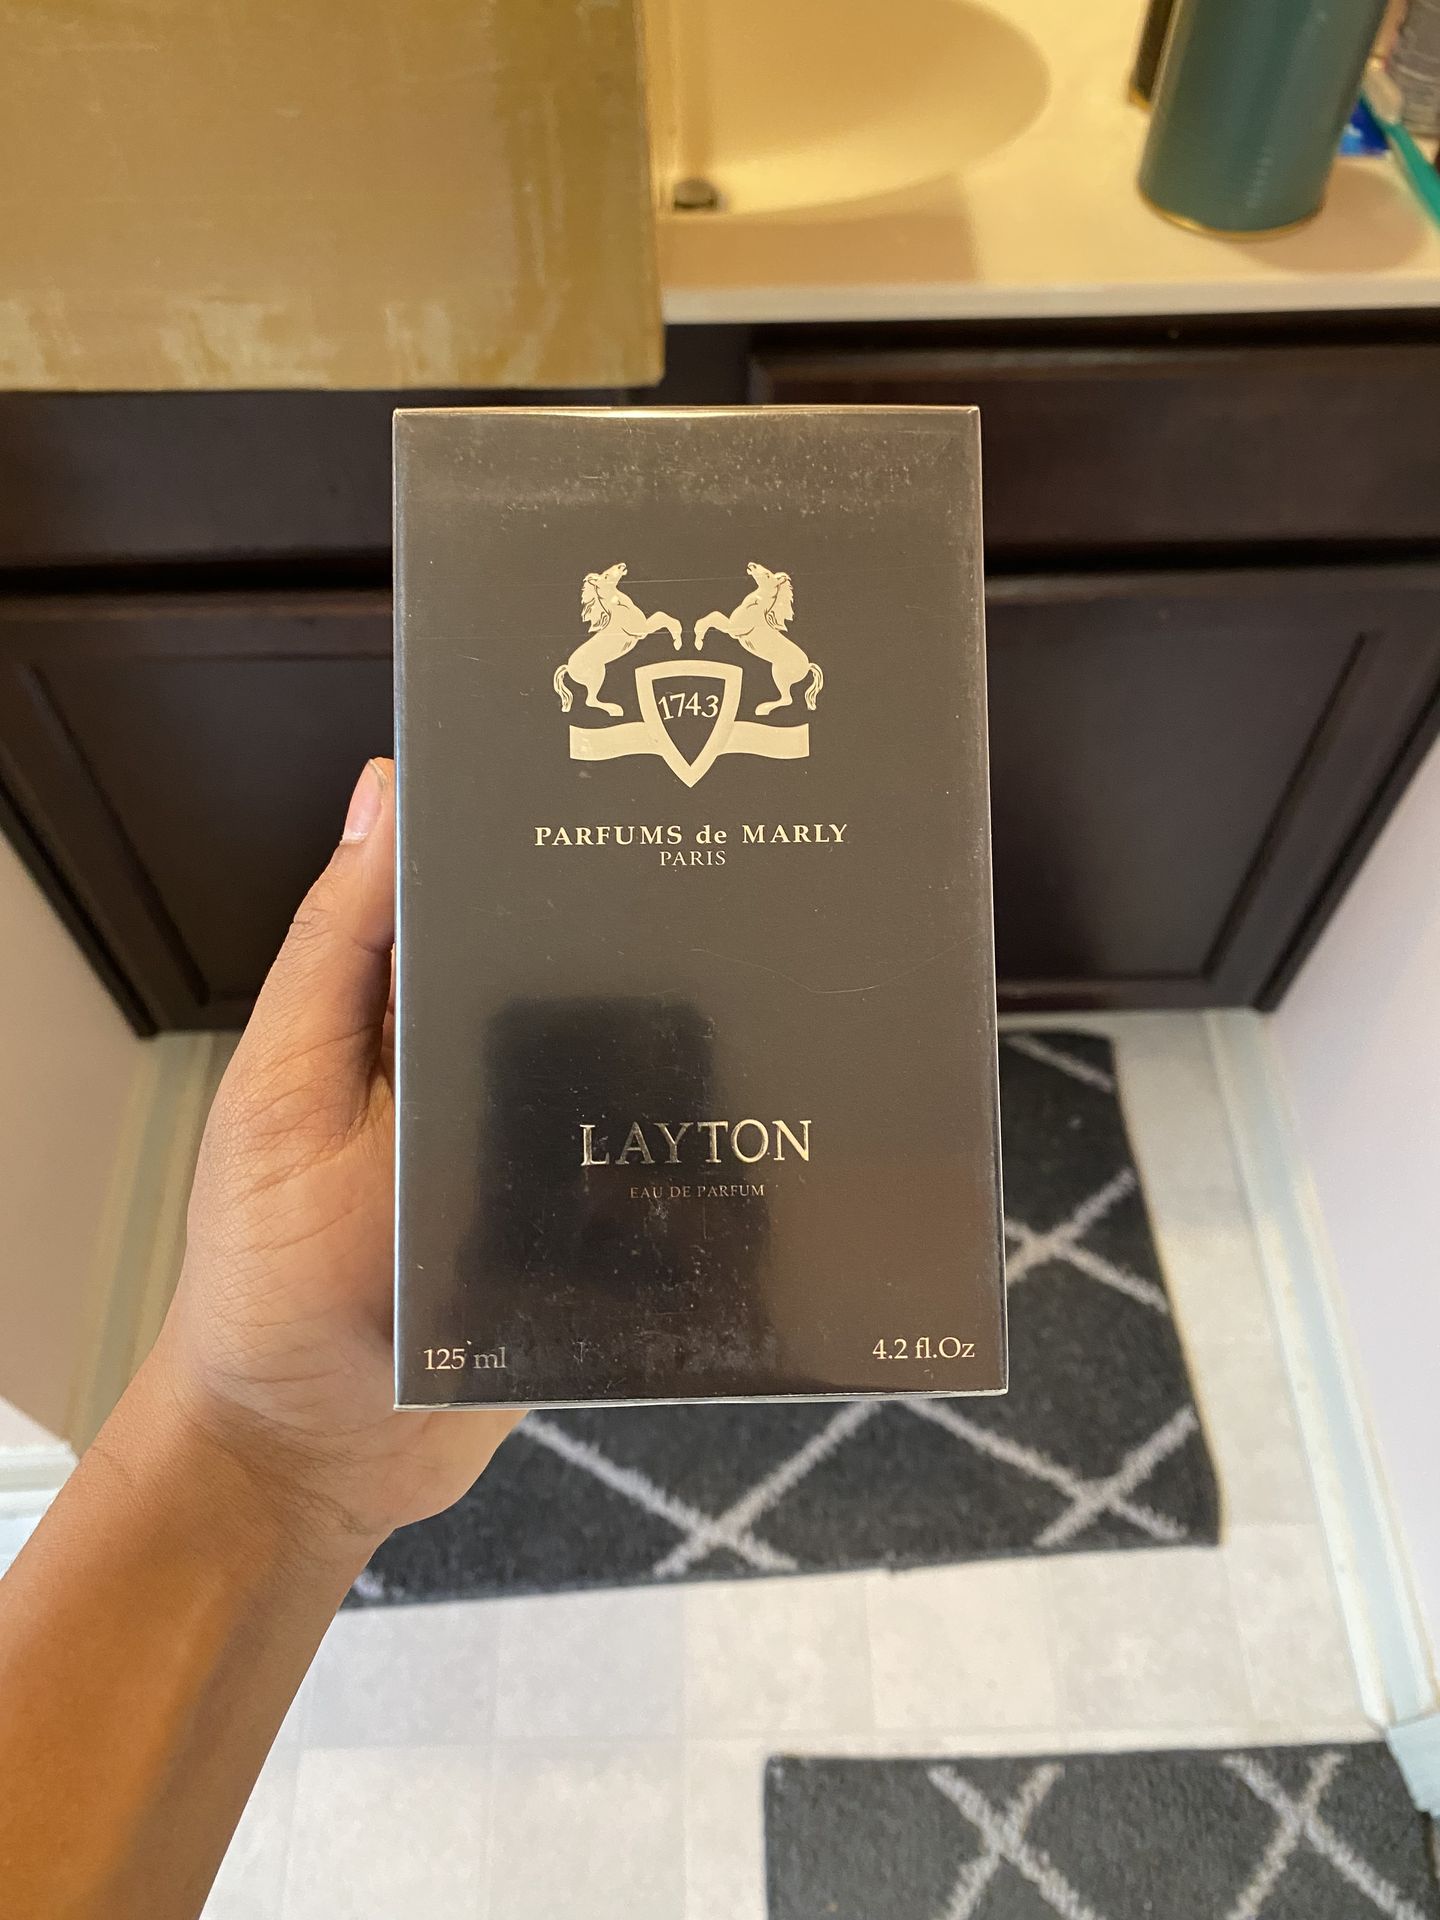 1743
PARFUMS de MARLY
PARIS
LAYTON
EAU DE PARFUM
125 ml
4.2 fl.Oz